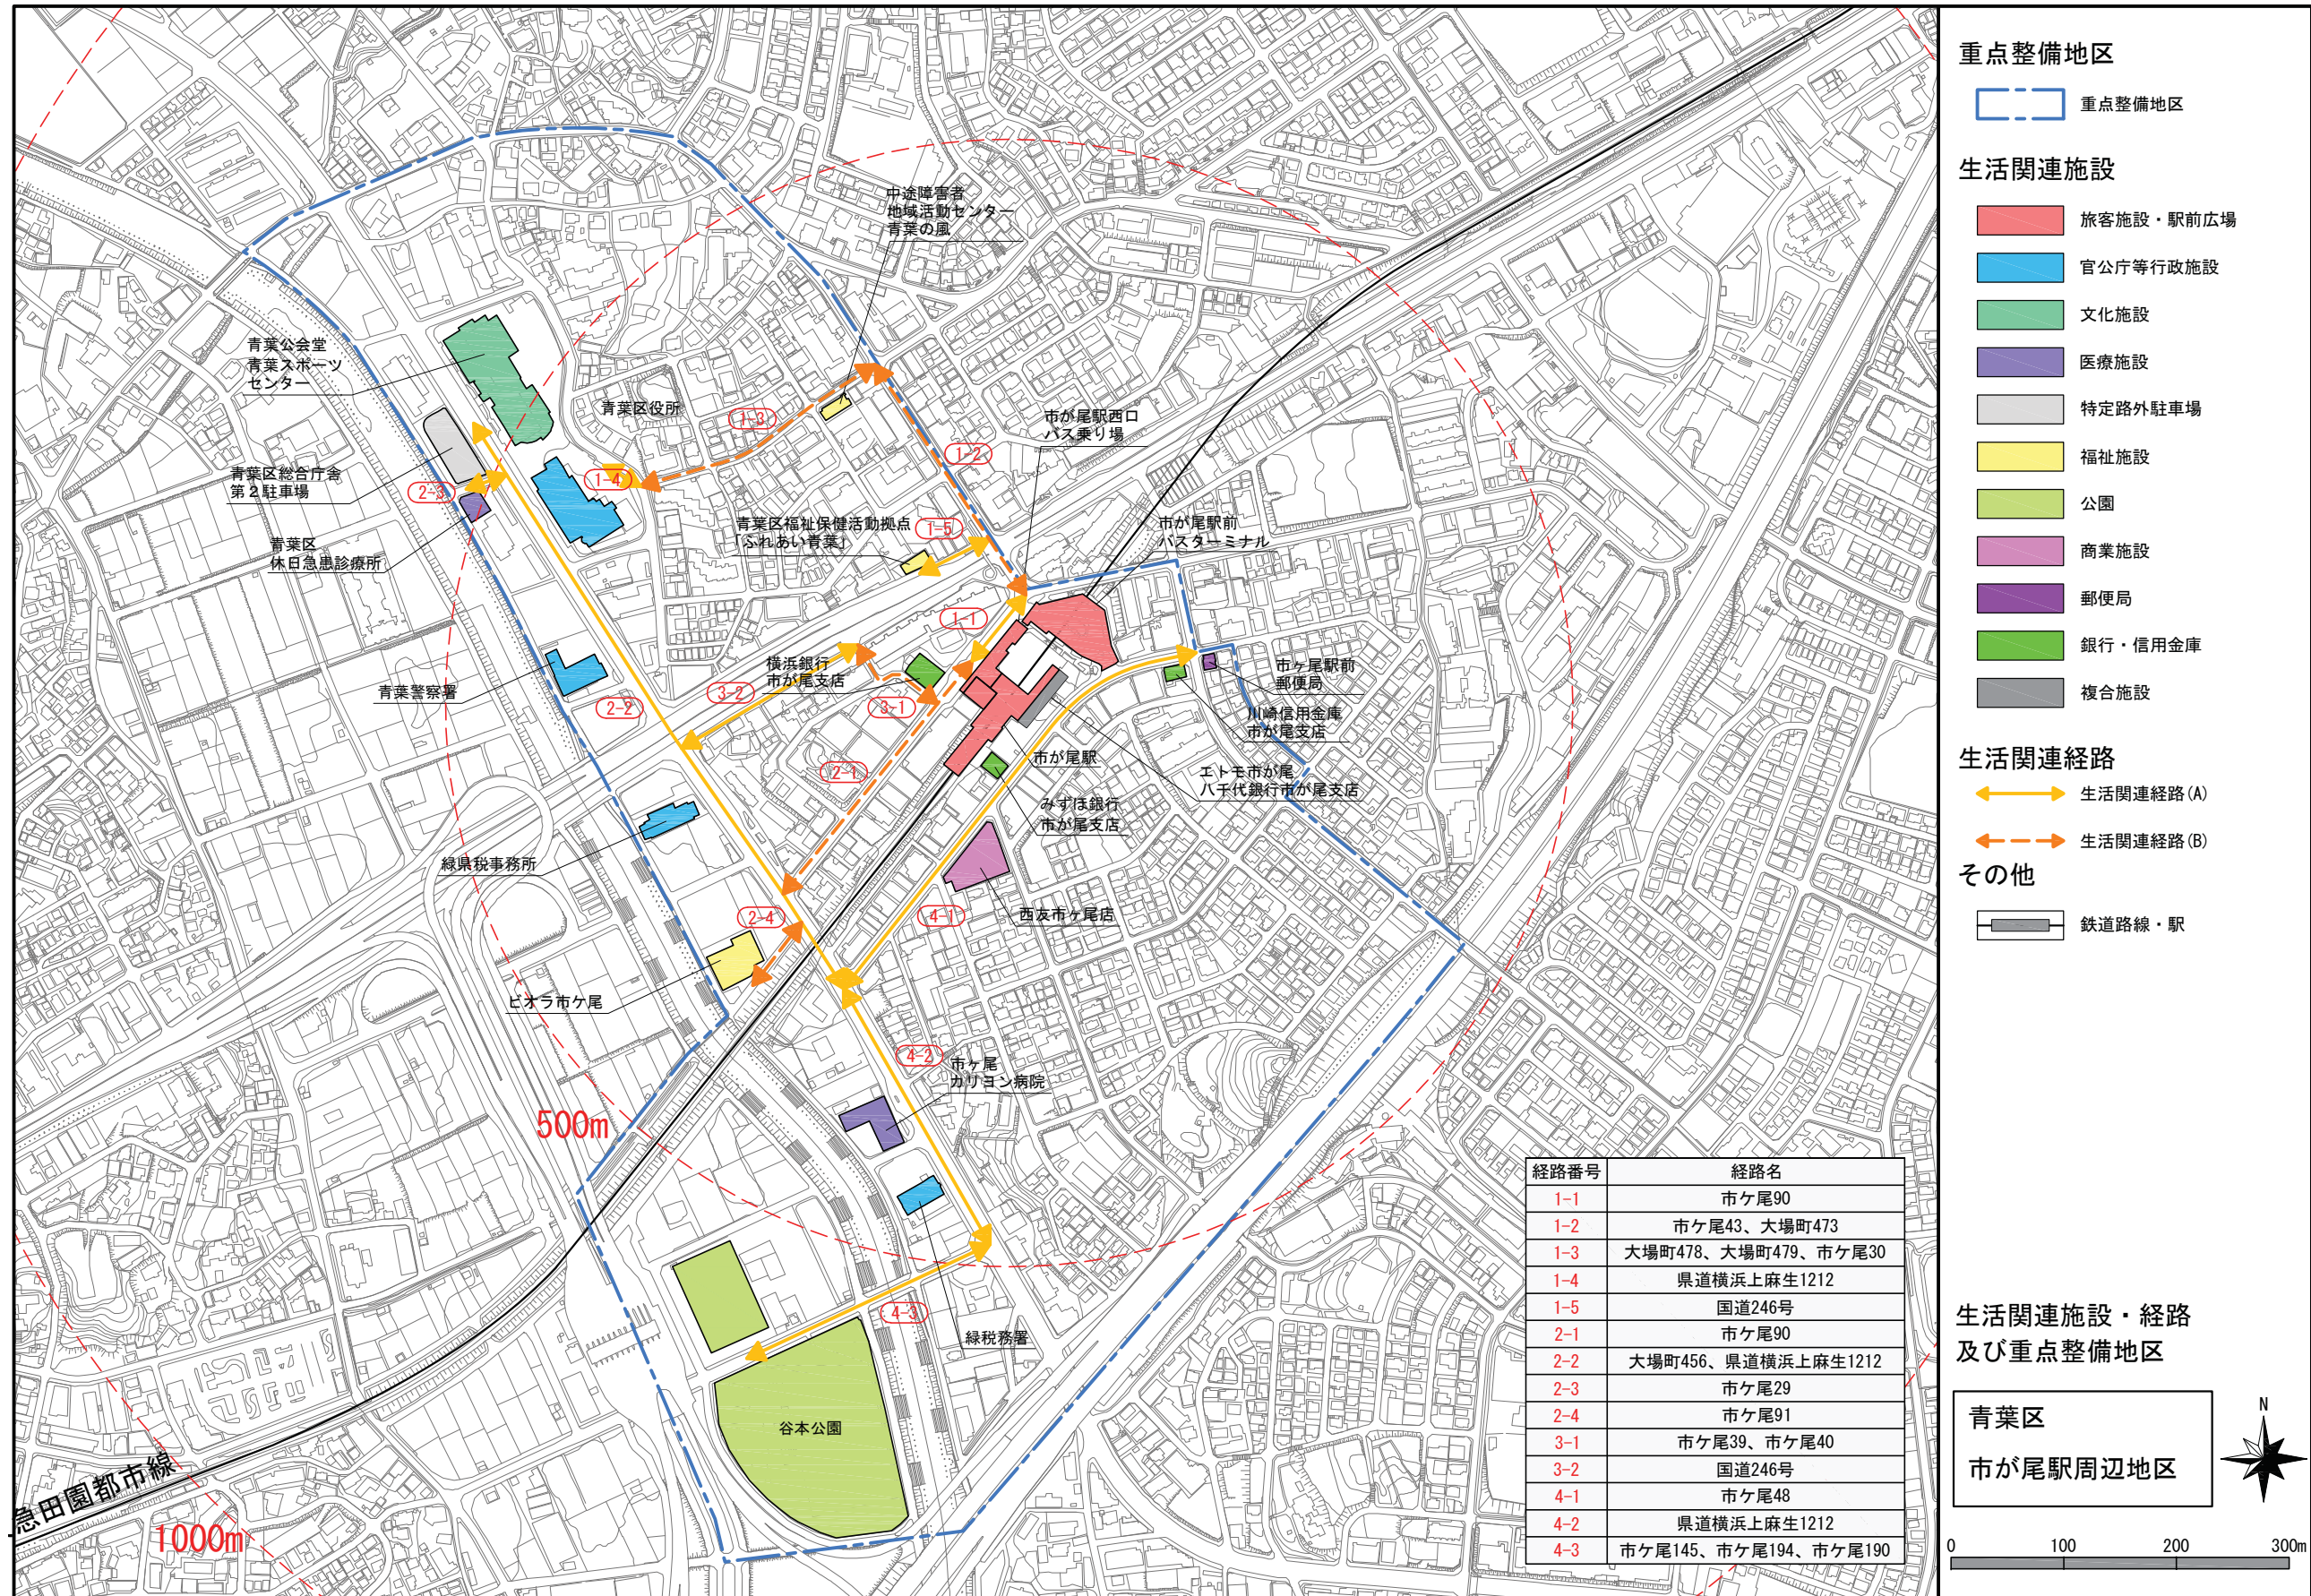 中途障害者
地域活動センター
青葉の風
青葉公会堂
青葉スポーツ
センター
青葉区役所
1-3
市が尾駅西口
バス乗り場
1-2
青葉区総合庁舎
第2駐車場
2-3
1-4
青葉区福祉保健活動拠点
「ふれあい青葉」
1-5
市が尾駅前
バスターミナル
青葉区
休日急患診療所
1-1
横浜銀行
市が尾支店
市ケ尾駅前
郵便局
青葉警察署
3-2
2-2
3-1
川崎信用金庫
市が尾支店
2-1
市が尾駅
エトモ市が尾
八千代銀行市が尾支店
みずほ銀行
市が尾支店
緑県税事務所
2-4
4-1
西友市ケ尾店
ビオラ市ケ尾
4-2
市ケ尾
カリヨン病院
500m
4-3
緑税務署
谷本公園
急田園都市線
1000m
経路番号 経路名
1-1 市ケ尾90
1-2 市ケ尾43、大場町473
1-3 大場町478、大場町479、市ケ尾30
1-4 県道横浜上麻生1212
1-5 国道246号
2-1 市ケ尾90
2-2 大場町456、県道横浜上麻生1212
2-3 市ケ尾29
2-4 市ケ尾91
3-1 市ケ尾39、市ケ尾40
3-2 国道246号
4-1 市ケ尾48
4-2 県道横浜上麻生1212
4-3 市ケ尾145、市ケ尾194、市ケ尾190
重点整備地区
重点整備地区
生活関連施設
旅客施設・駅前広場
官公庁等行政施設
文化施設
医療施設
特定路外駐車場
福祉施設
公園
商業施設
郵便局
銀行・信用金庫
複合施設
生活関連経路
生活関連経路(A)
生活関連経路(B)
その他
鉄道路線・駅
生活関連施設・経路
及び重点整備地区
青葉区
市が尾駅周辺地区
N
0 100 200 300m